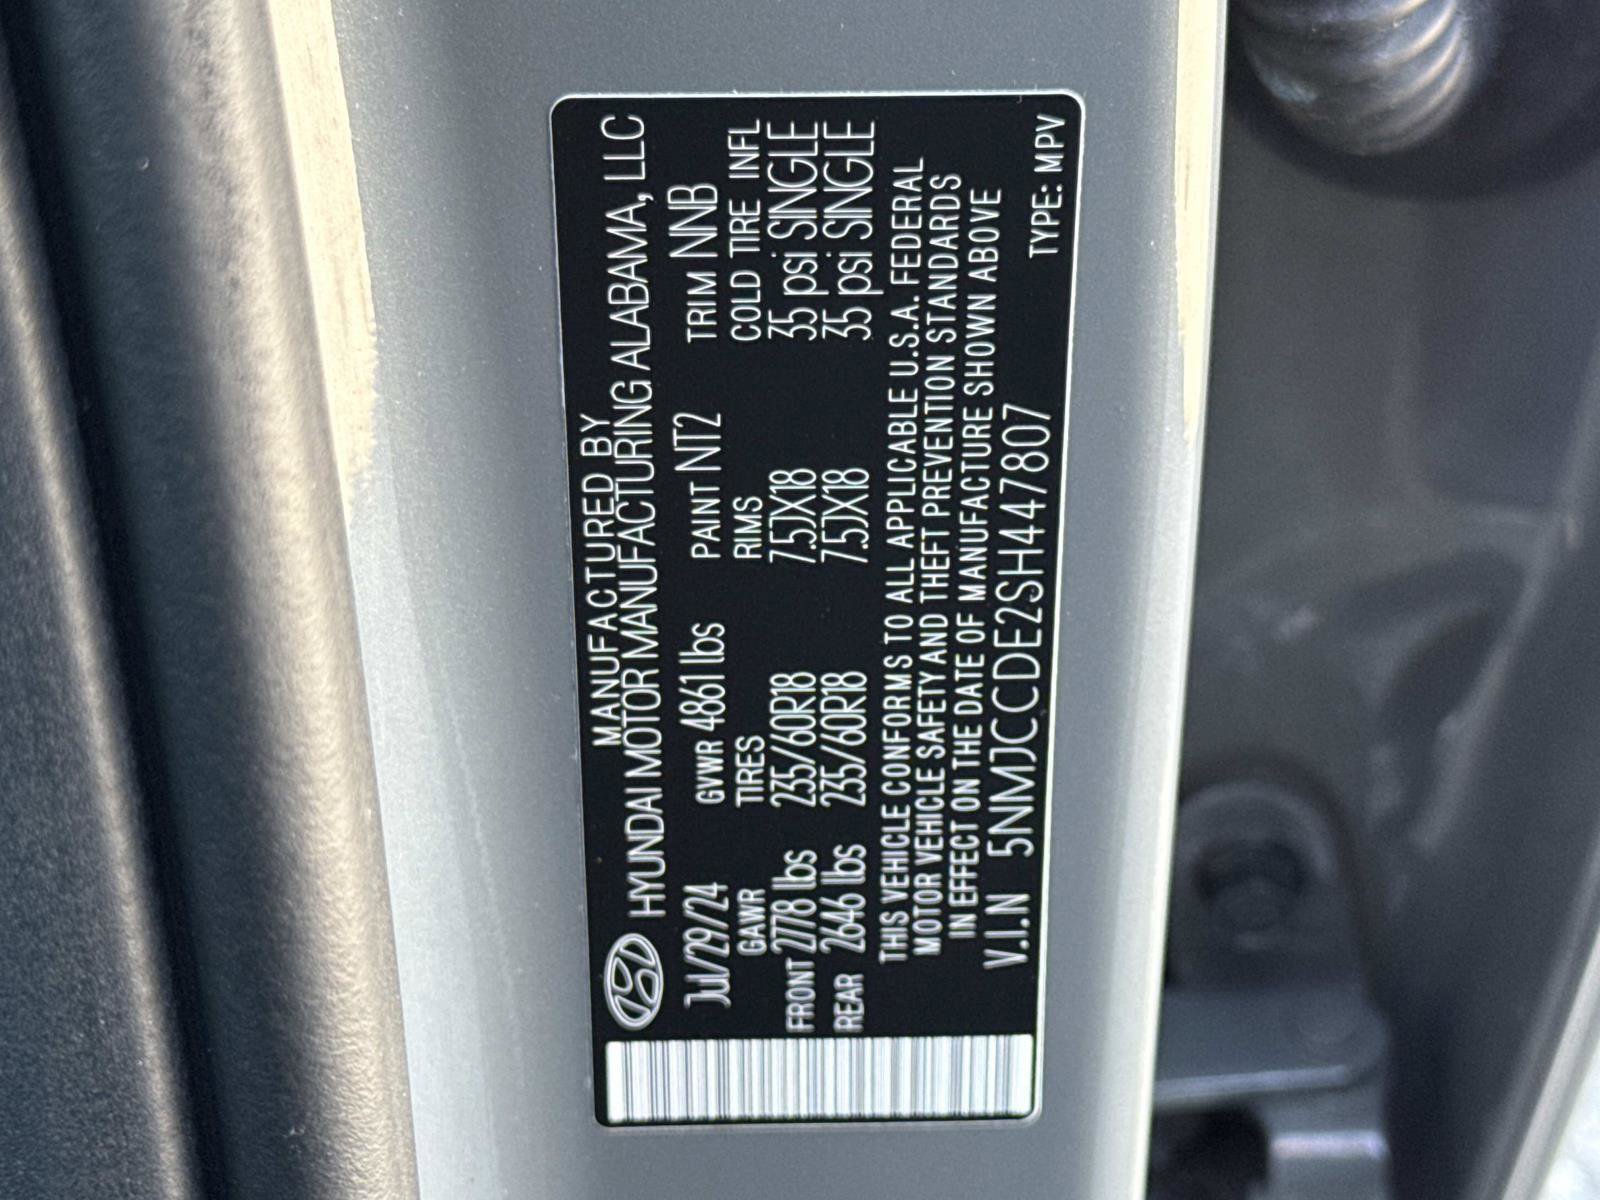 MANUFACTURED BY
HYUNDAI MOTOR MANUFACTURING ALABAMA, LLC
Jul/29/24 GVWR 4861 lbs PAINT NT2 TRIM NNB
GAWR TIRES RIMS COLD TIRE INFL
FRONT 2778 lbs 235/60R18 7.5JX18 35 psi SINGLE
REAR 2646 lbs 235/60R18 7.5JX18 35 psi SINGLE
THIS VEHICLE CONFORMS TO ALL APPLICABLE U.S.A. FEDERAL
MOTOR VEHICLE SAFETY AND THEFT PREVENTION STANDARDS
IN EFFECT ON THE DATE OF MANUFACTURE SHOWN ABOVE
V.I.N 5NMJCCDE2SH447807
TYPE: MPV